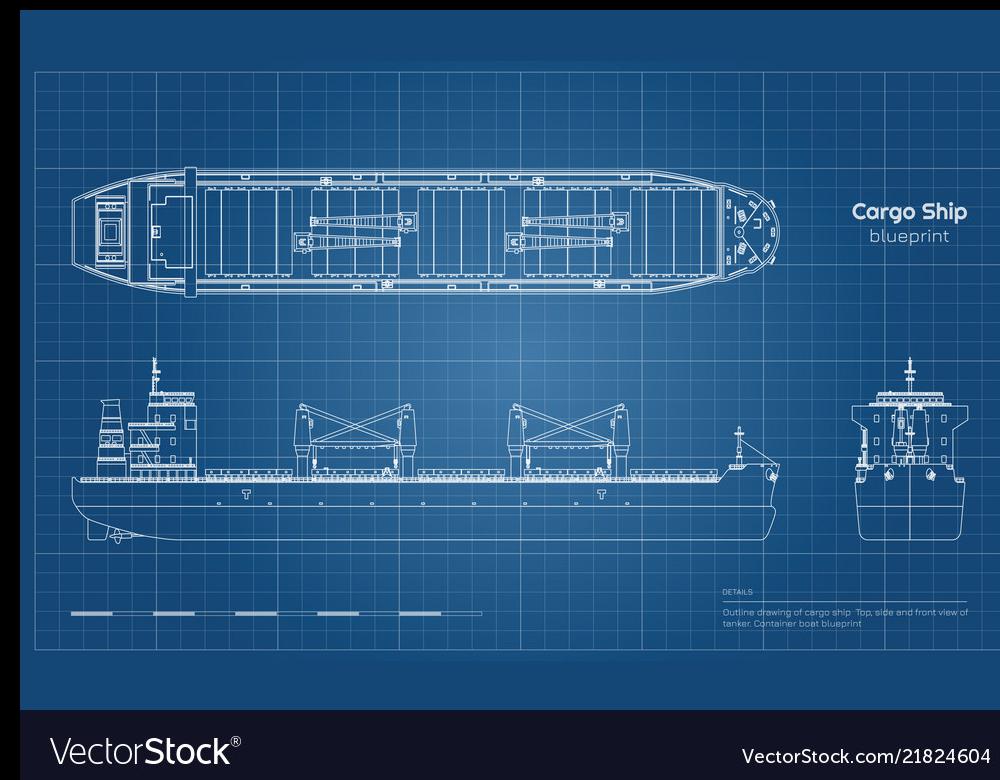 Cargo Ship
blueprint
DETAILS
Outline drawing of cargo ship Top, side and front view of
tanker. Container boat blueprint
VectorStock®
VectorStock.com/21824604